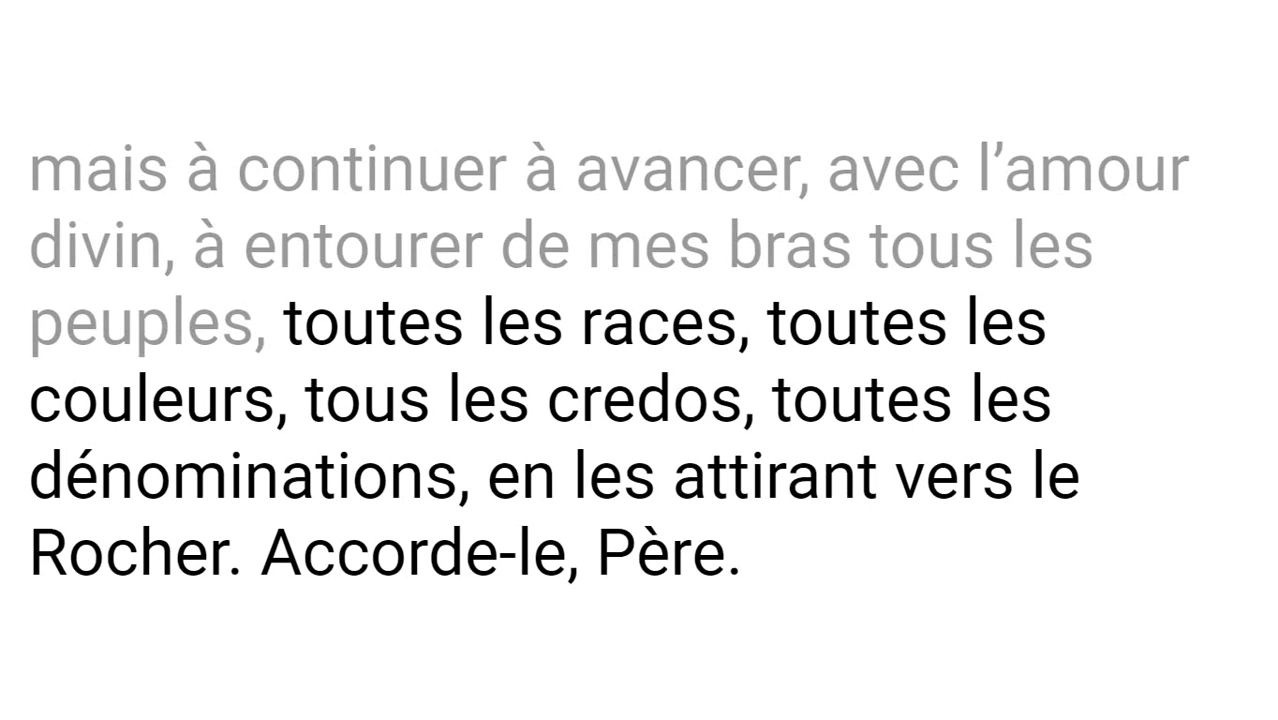 mais à continuer à avancer, avec l’amour
divin, à entourer de mes bras tous les
peuples, toutes les races, toutes les
couleurs, tous les credos, toutes les
dénominations, en les attirant vers le
Rocher. Accorde-le, Père.